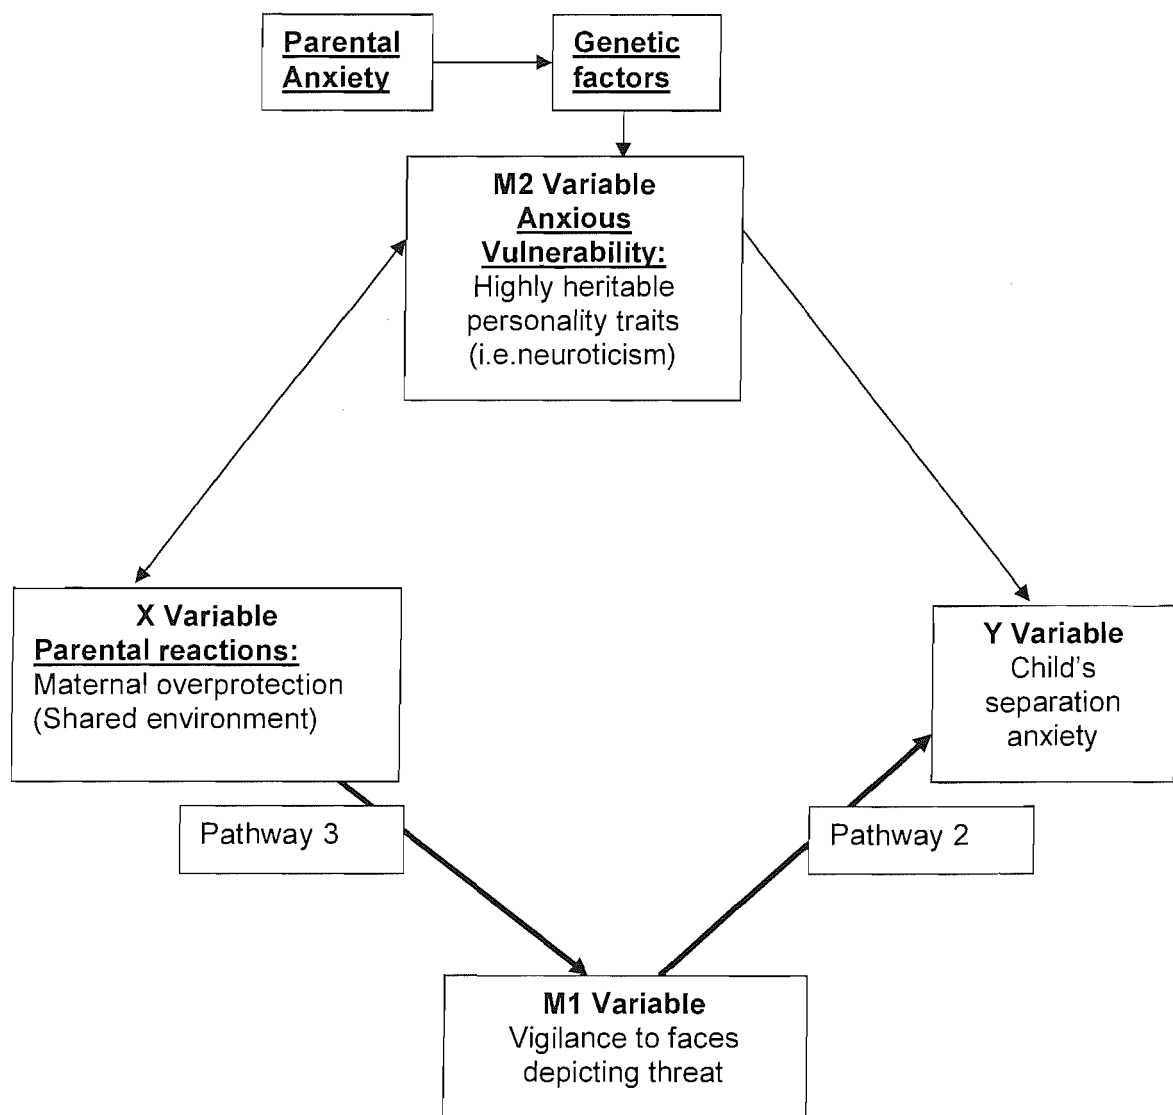 Parental
Anxiety
Genetic
factors
M2 Variable
Anxious
Vulnerability:
Highly heritable
personality traits
(i.e.neuroticism)
X Variable
Parental reactions:
Maternal overprotection
(Shared environment)
Y Variable
Child's
separation
anxiety
Pathway 3
Pathway 2
M1 Variable
Vigilance to faces
depicting threat